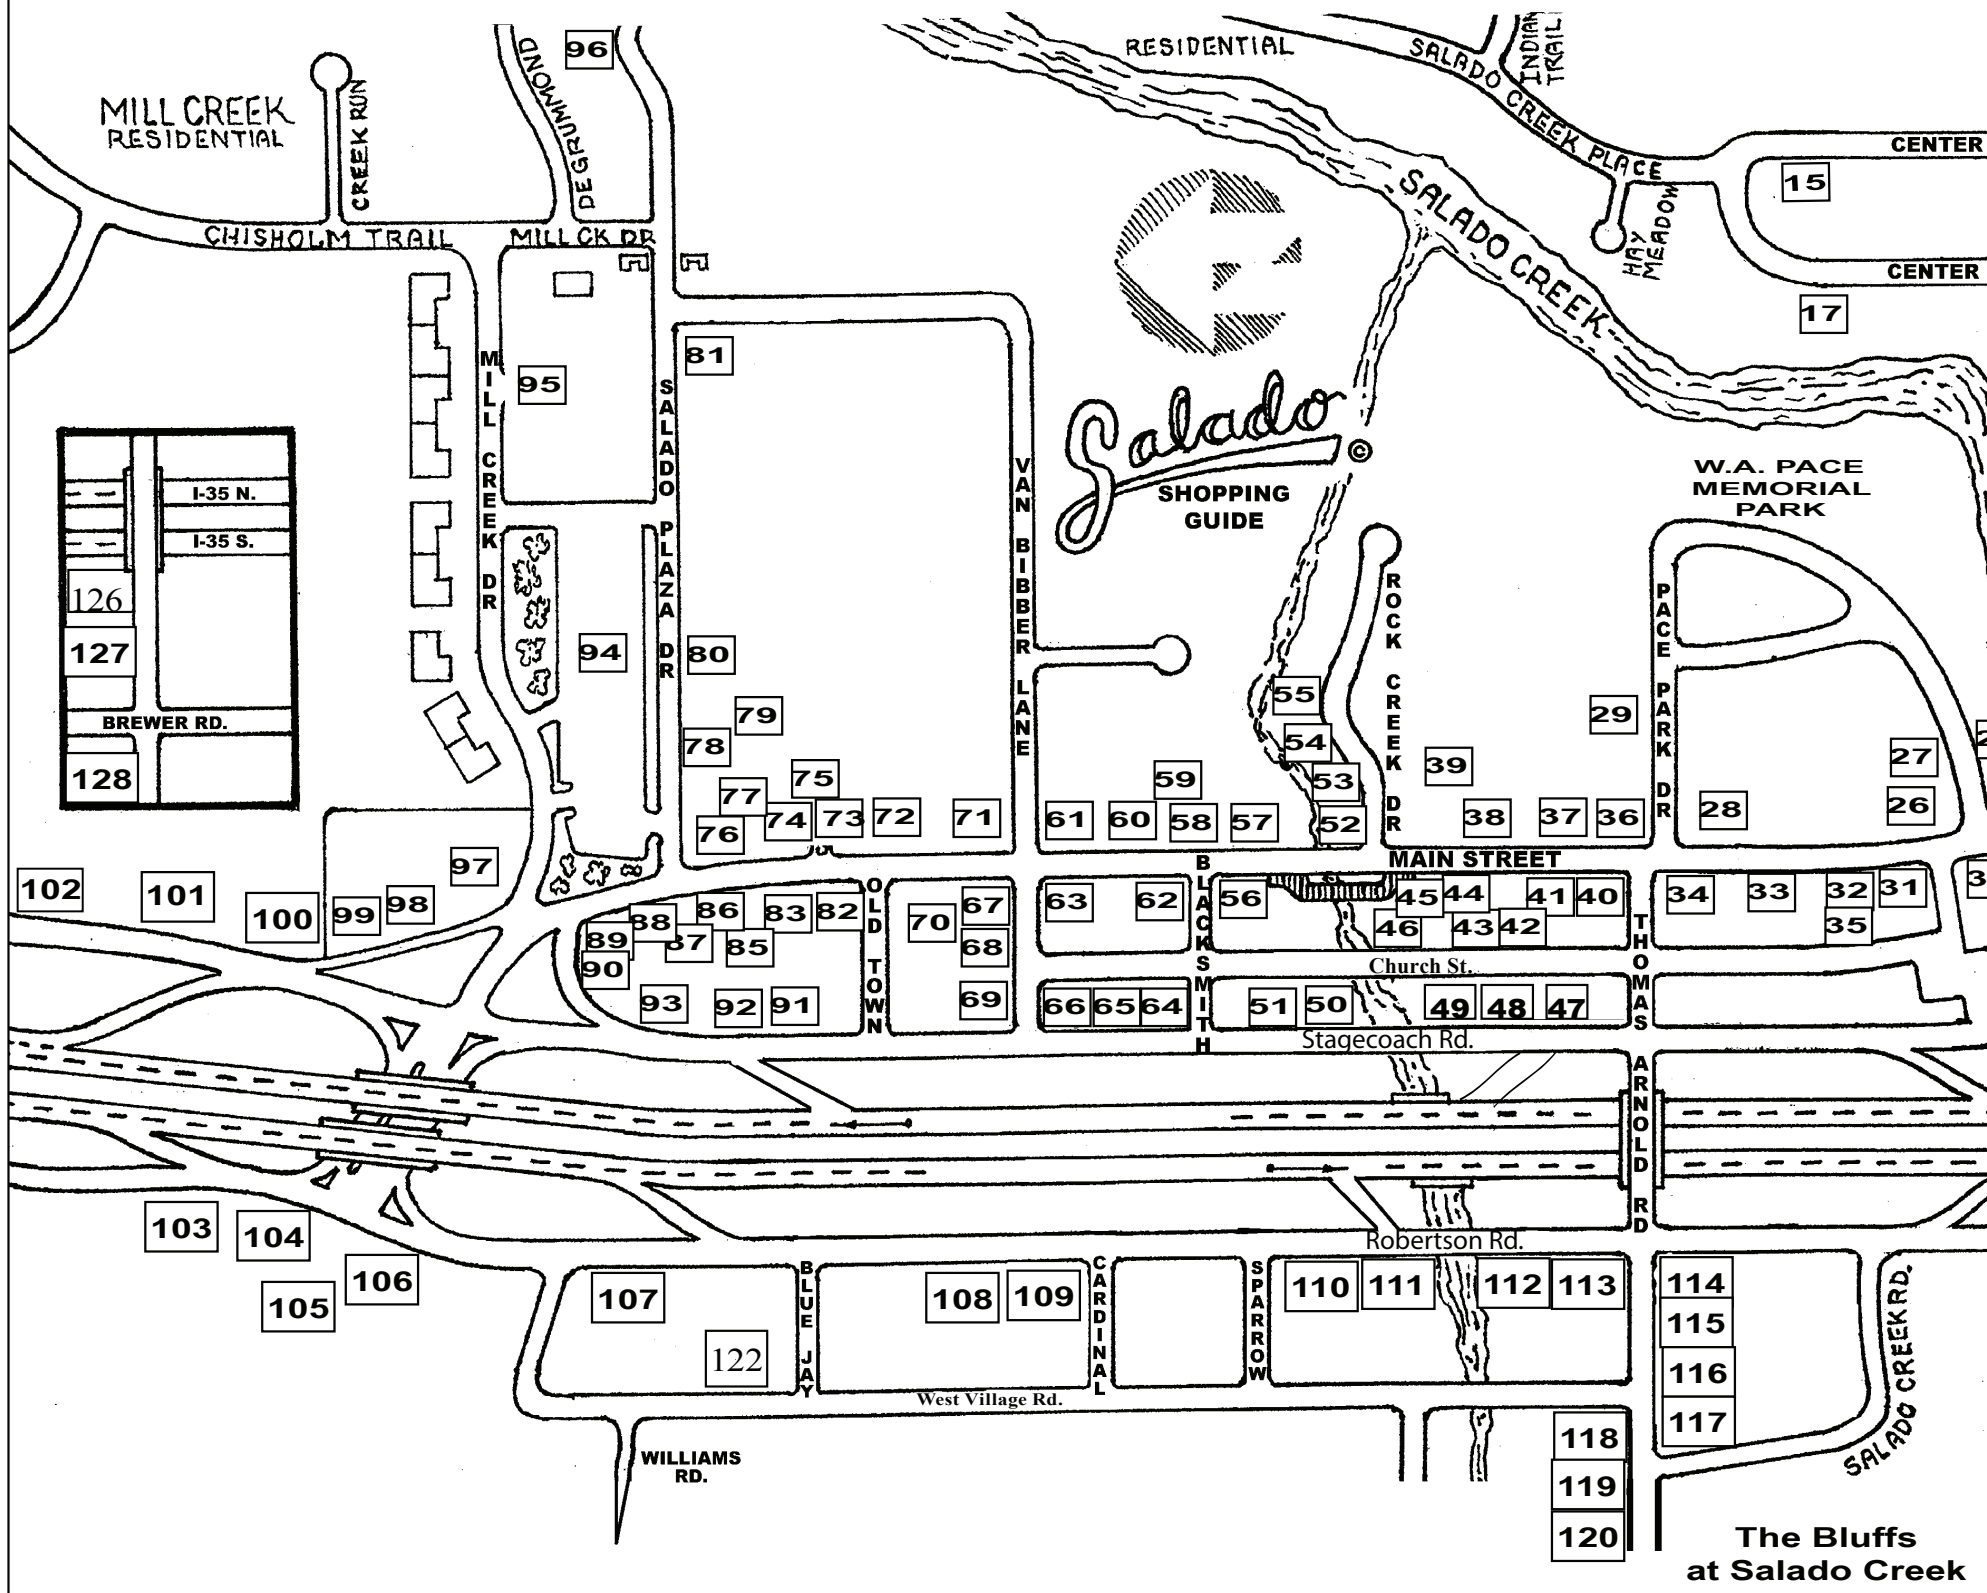 96
RESIDENTIAL
SALADO CREEK PLACE
INDIAN
TRAIL
MILL CREEK
RESIDENTIAL
CREEK RUN
DEGRUMMOND
CENTER
15
SALADO CREEK
HAY
MEADOW
CENTER
17
CHISHOLM TRAIL
MILL CK DR
MILL CREEK DR
95
81
SALADO PLAZA DR
VAN BIBBER LANE
Salado ©
SHOPPING
GUIDE
W.A. PACE
MEMORIAL
PARK
I-35 N.
I-35 S.
126
127
BREWER RD.
128
94
80
79
78
77
76
75
74
73
72
71
61
60
59
58
57
55
54
53
52
ROCK CREEK DR
39
38
37
36
29
PACE PARK DR
28
27
26
MAIN STREET
102
101
100
99
98
97
88
86
83
82
89
87
85
90
93
92
91
OLD TOWN
70
67
68
69
63
62
BLACKSMITH
56
45
44
41
40
46
43
42
34
33
32
31
35
Church St.
66
65
64
51
50
49
48
47
THOMAS ARNOLD RD
Stagecoach Rd.
Robertson Rd.
103
104
105
106
107
122
BLUE JAY
108
109
CARDINAL
SPARROW
110
111
112
113
114
115
116
117
SALADO CREEK RD.
West Village Rd.
WILLIAMS
RD.
118
119
120
The Bluffs
at Salado Creek